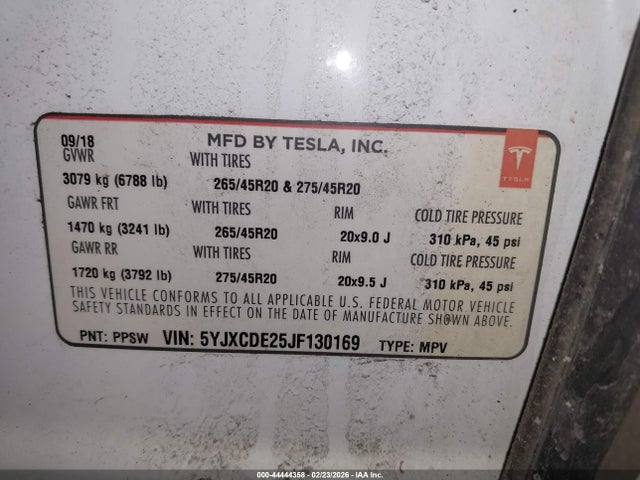 09/18 MFD BY TESLA, INC.
GVWR WITH TIRES
3079 kg (6788 lb) 265/45R20 & 275/45R20
GAWR FRT WITH TIRES RIM COLD TIRE PRESSURE
1470 kg (3241 lb) 265/45R20 20x9.0 J 310 kPa, 45 psi
GAWR RR WITH TIRES RIM COLD TIRE PRESSURE
1720 kg (3792 lb) 275/45R20 20x9.5 J 310 kPa, 45 psi
THIS VEHICLE CONFORMS TO ALL APPLICABLE U.S. FEDERAL MOTOR VEHICLE
SAFETY STANDARDS IN EFFECT ON THE DATE OF MANUFACTURE SHOWN ABOVE.
PNT: PPSW VIN: 5YJXCDE25JF130169 TYPE: MPV
TESLA
000-44444358 - 02/23/2026 - IAA Inc.